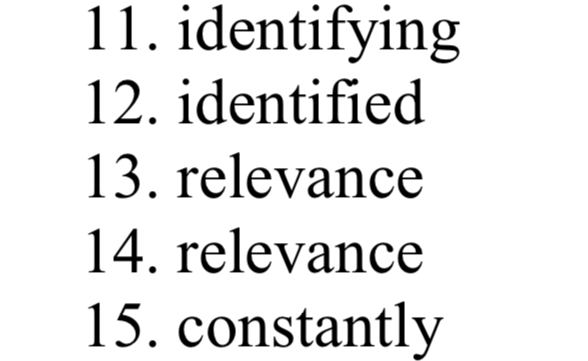 11. identifying
12. identified
13. relevance
14. relevance
15. constantly